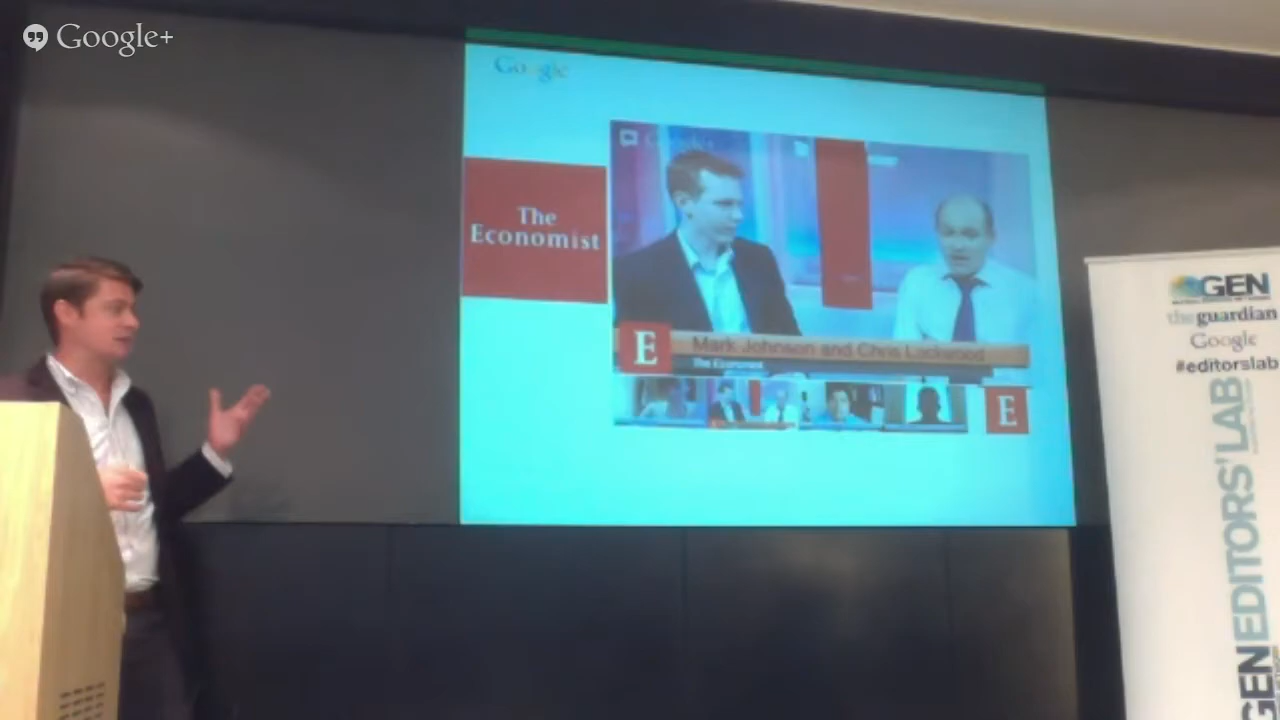 Google+
Google
The
Economist
E
Mark Johnson and Chris Lockwood
The Economist
E
GEN
theguardian
Google
#editorslab
GEN EDITORS' LAB